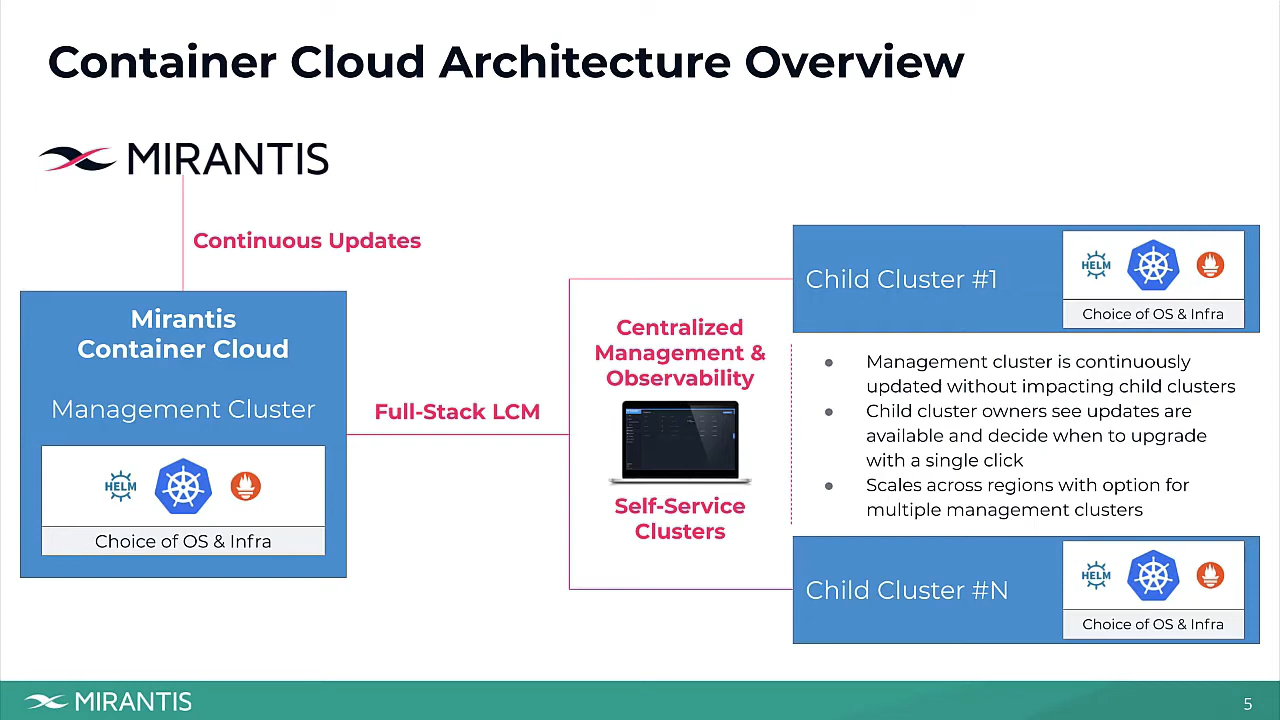 Container Cloud Architecture Overview
MIRANTIS
Continuous Updates
Mirantis
Container Cloud
Management Cluster
HELM
Choice of OS & Infra
Full-Stack LCM
Centralized
Management &
Observability
Self-Service
Clusters
Child Cluster #1
HELM
Choice of OS & Infra
● Management cluster is continuously
updated without impacting child clusters
● Child cluster owners see updates are
available and decide when to upgrade
with a single click
● Scales across regions with option for
multiple management clusters
Child Cluster #N
HELM
Choice of OS & Infra
MIRANTIS
5